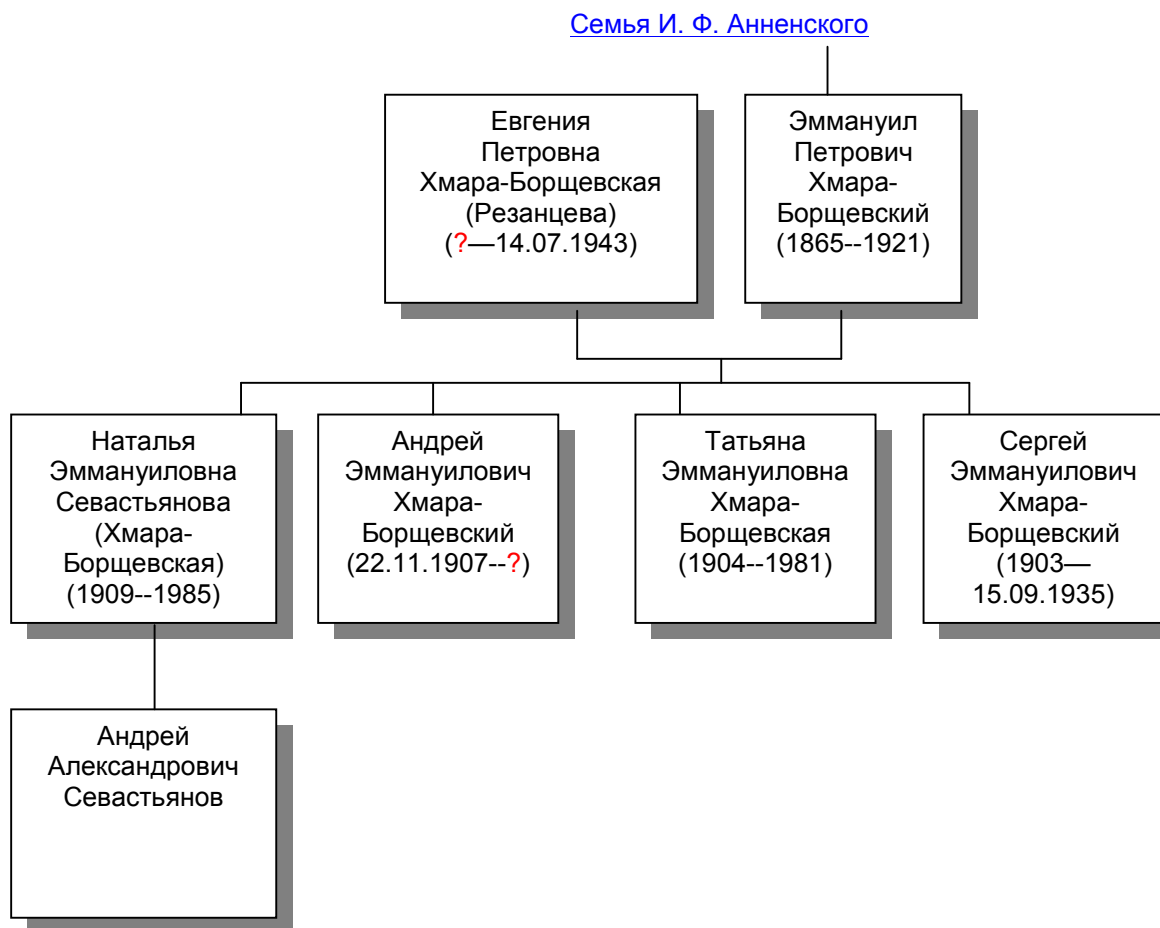 Семья И. Ф. Анненского
Евгения
Петровна
Хмара-Борщевская
(Резанцева)
(?—14.07.1943)
Эммануил
Петрович
Хмара-
Борщевский
(1865--1921)
Наталья
Эммануиловна
Севастьянова
(Хмара-
Борщевская)
(1909--1985)
Андрей
Эммануилович
Хмара-
Борщевский
(22.11.1907--?)
Татьяна
Эммануиловна
Хмара-
Борщевская
(1904--1981)
Сергей
Эммануилович
Хмара-
Борщевский
(1903—
15.09.1935)
Андрей
Александрович
Севастьянов